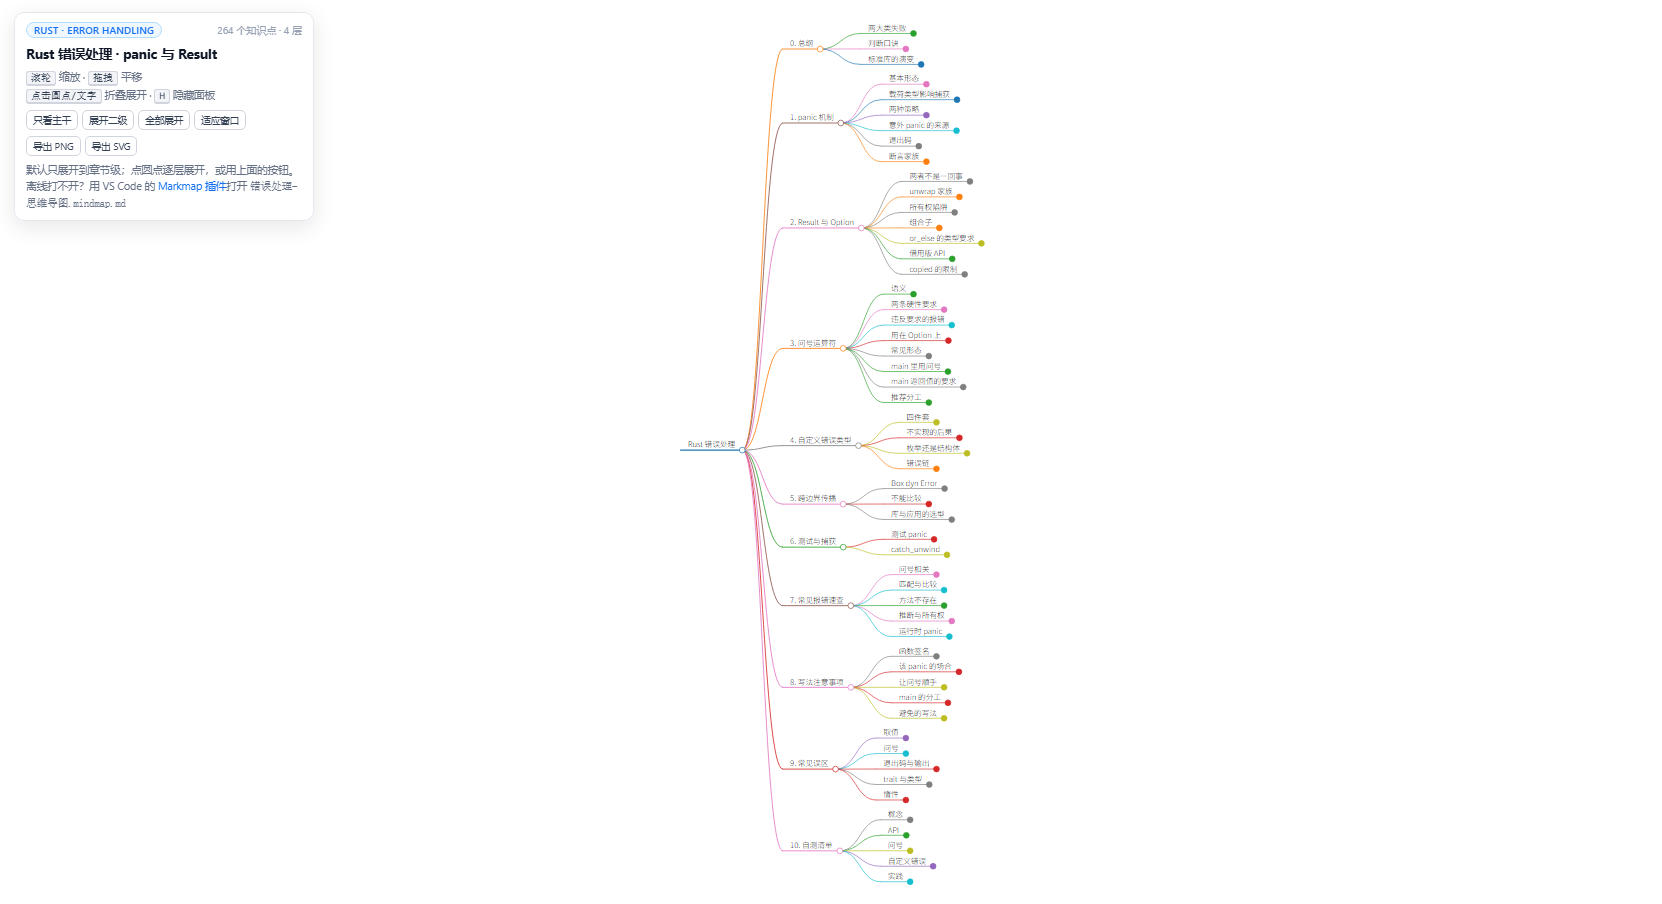 RUST · ERROR HANDLING
264 个知识点 · 4 层
Rust 错误处理 · panic 与 Result
滚轮 缩放 · 拖拽 平移
点击圆点/文字 折叠展开 · H 隐藏面板
只看主干 展开二级 全部展开 适应窗口
导出 PNG 导出 SVG
默认只展开到章节级；点圆点逐层展开，或用上面的按钮。
离线打不开？用 VS Code 的 Markmap 插件打开 错误处理-
思维导图.mindmap.md
Rust 错误处理
0. 总纲
两大类失败
判断口诀
标准库的演变
1. panic 机制
基本形态
载荷类型影响捕获
两种策略
意外 panic 的来源
退出码
断言家族
2. Result 与 Option
两者不是一回事
unwrap 家族
所有权陷阱
组合子
or_else 的类型要求
借用版 API
copied 的限制
3. 问号运算符
语义
两条硬性要求
违反要求的报错
用在 Option 上
常见形态
main 里用问号
main 返回值的要求
推荐分工
4. 自定义错误类型
四件套
不实现的后果
枚举还是结构体
错误链
5. 跨边界传播
Box dyn Error
不能比较
库与应用的选型
6. 测试与捕获
测试 panic
catch_unwind
7. 常见报错速查
问号相关
匹配与比较
方法不存在
推断与所有权
运行时 panic
8. 写法注意事项
函数签名
该 panic 的场合
让问号顺手
main 的分工
避免的写法
9. 常见误区
取值
问号
退出码与输出
trait 与类型
惰性
10. 自测清单
概念
API
问号
自定义错误
实践